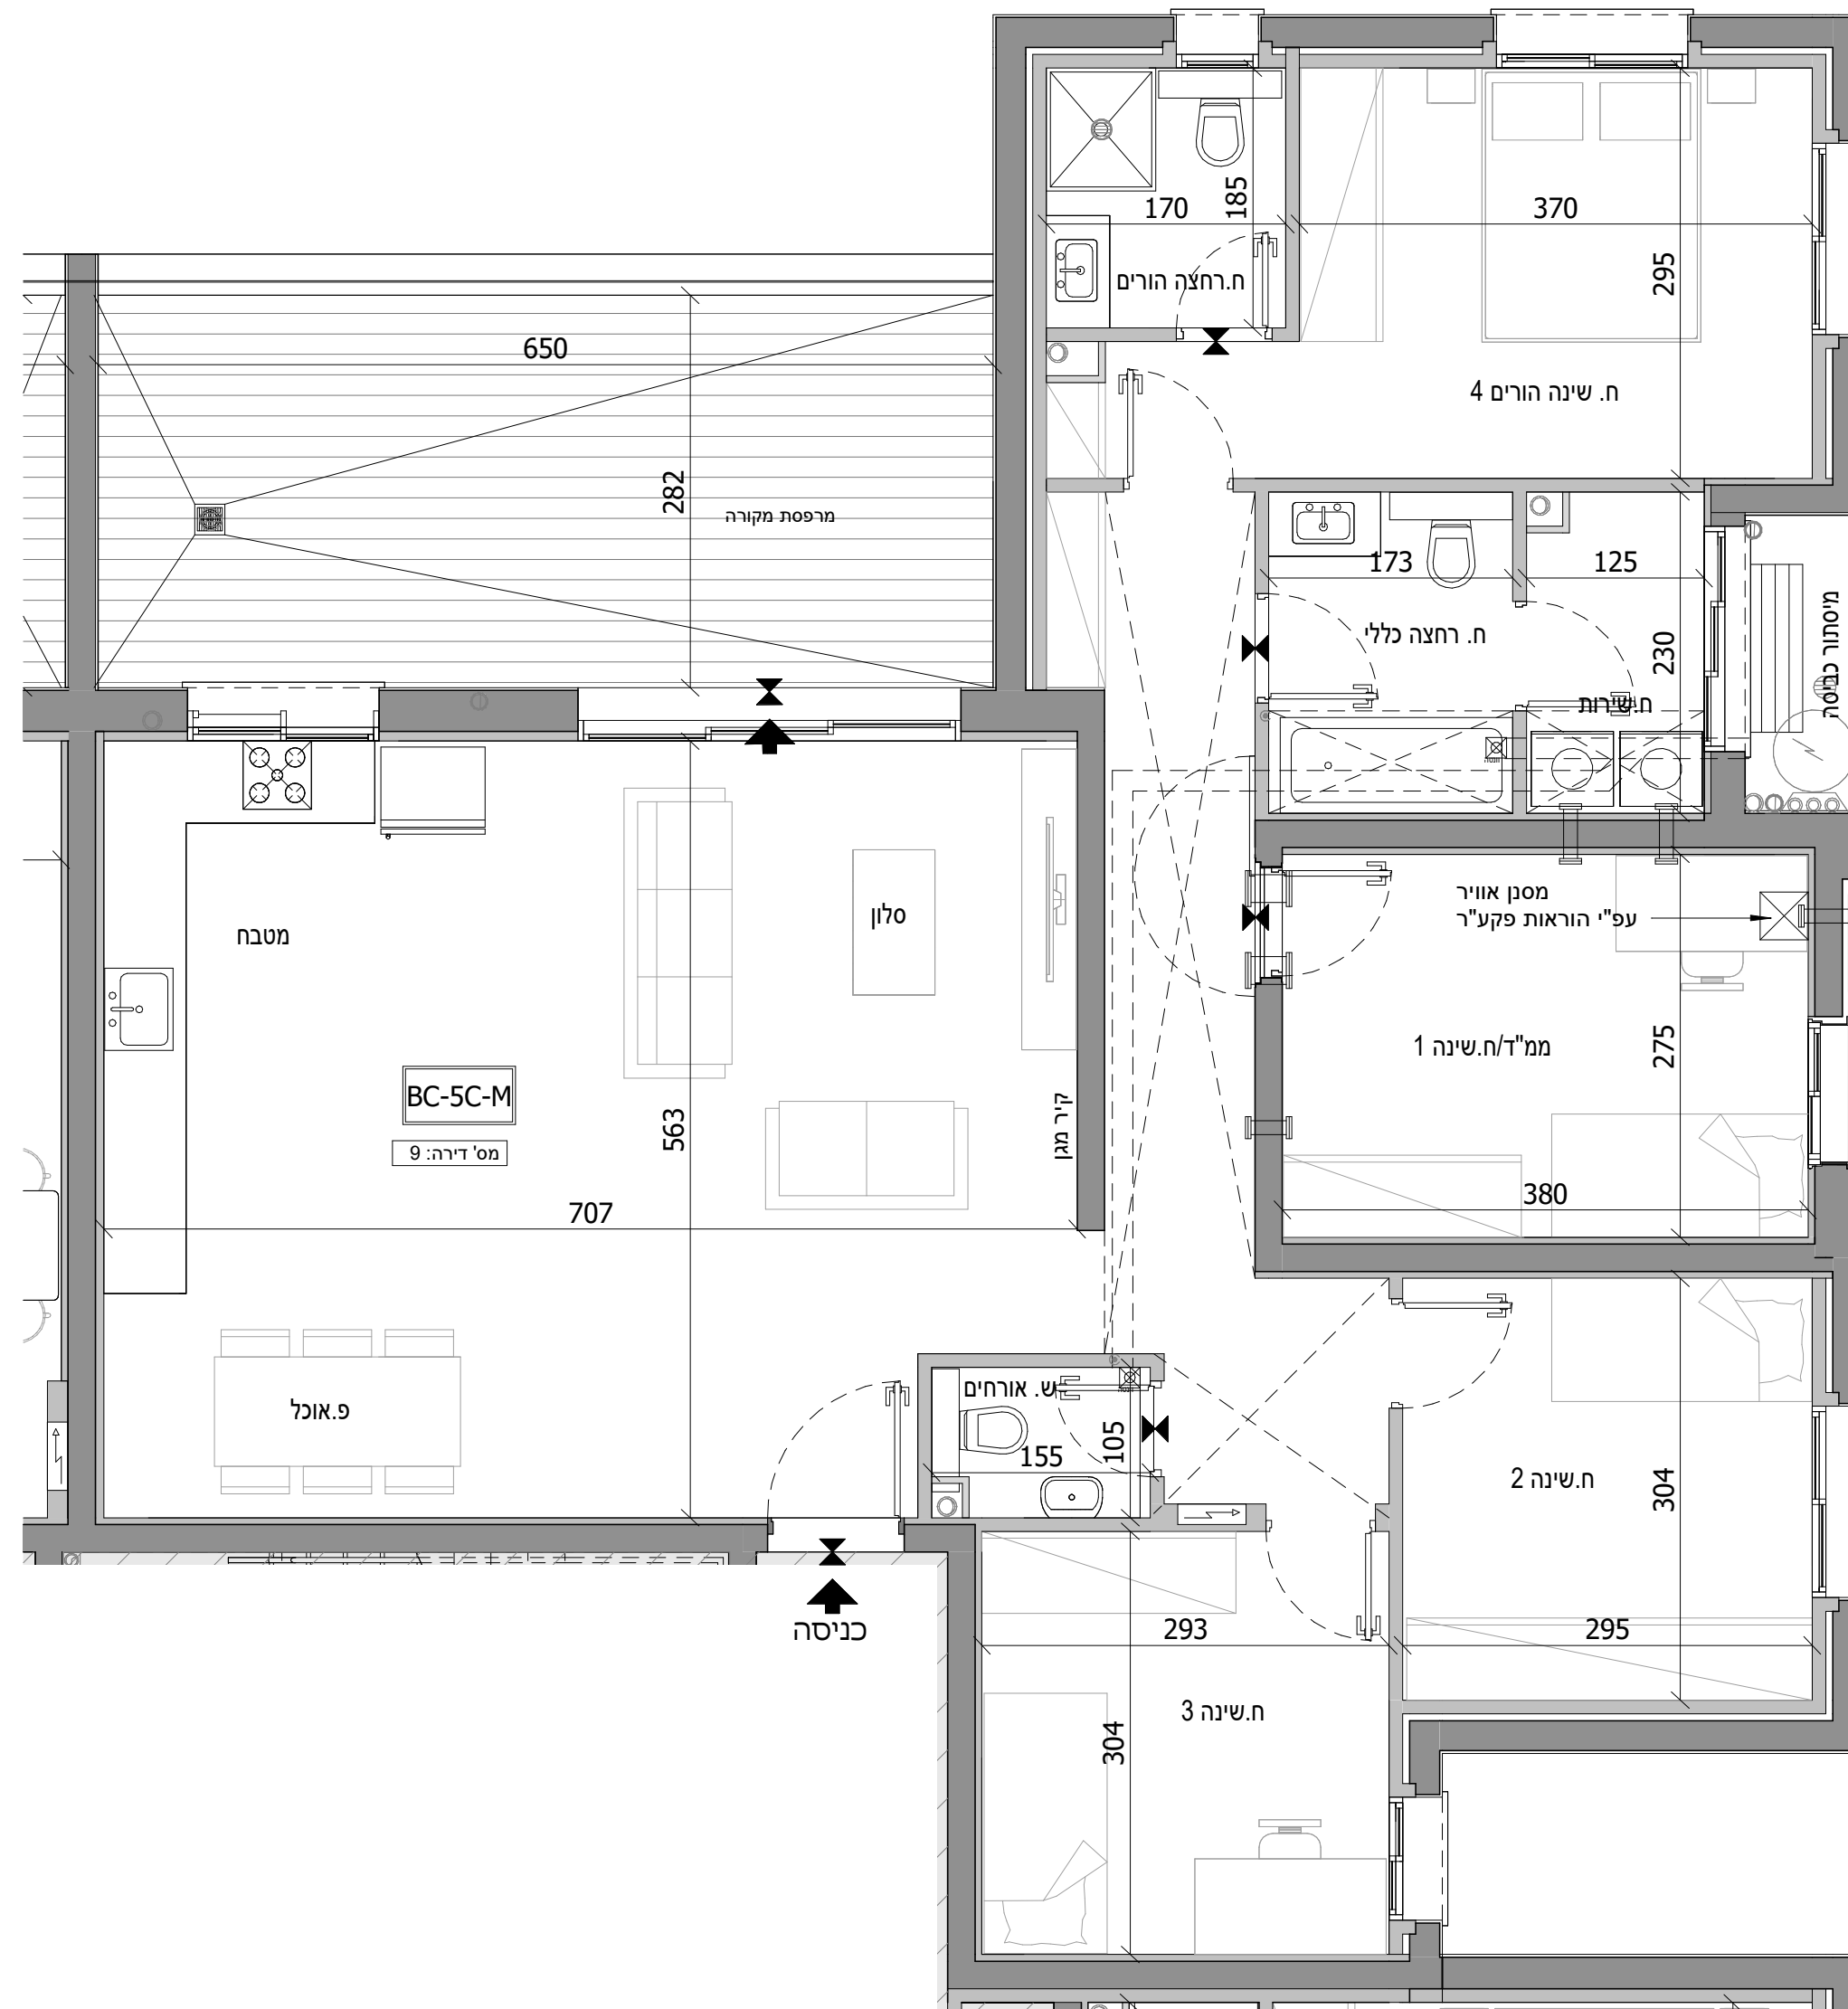 170
185
370
ח.רחצה הורים
295
ח. שינה הורים 4
650
282
מרפסת מקורה
173
125
ח. רחצה כללי
230
ח.שירות
מיסתור כביסה
מטבח
סלון
מסנן אוויר
עפ"י הוראות פקע"ר
ממ"ד/ח.שינה 1
275
380
BC-5C-M
מס' דירה: 9
563
707
קיר מגן
פ.אוכל
ש. אורחים
155
105
ח.שינה 2
304
295
כניסה
293
ח.שינה 3
304